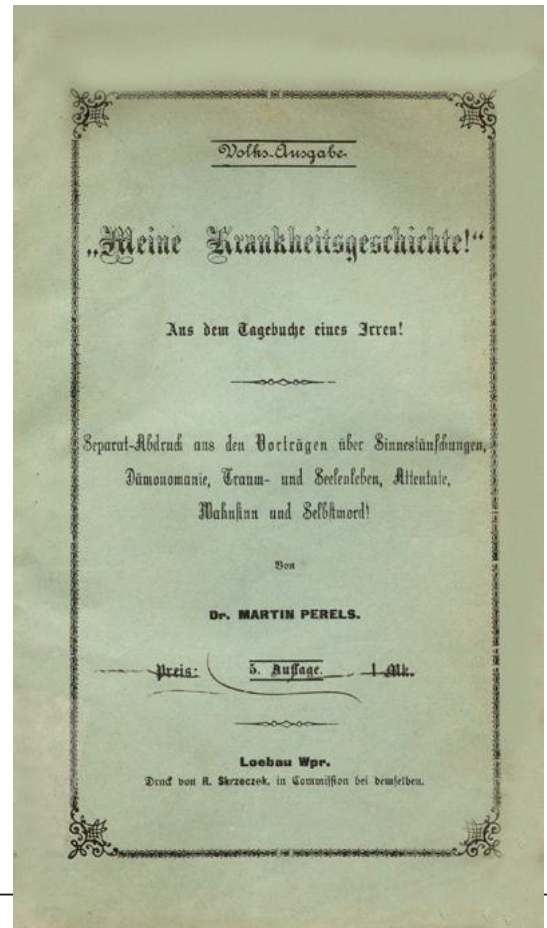 Volks-Ausgabe.
„Meine Krankheitsgeschichte!“
Aus dem Tagebuche eines Irren!
Separat-Abdruck aus den Vorträgen über Sinnestäuschungen,
Dämonomanie, Traum- und Seelenleben, Attentate,
Wahnsinn und Selbstmord!
Von
Dr. MARTIN PERELS.
Preis: 5. Auflage. 1 Mk.
Loebau Wpr.
Druck von R. Skrzeczek, in Commission bei demselben.